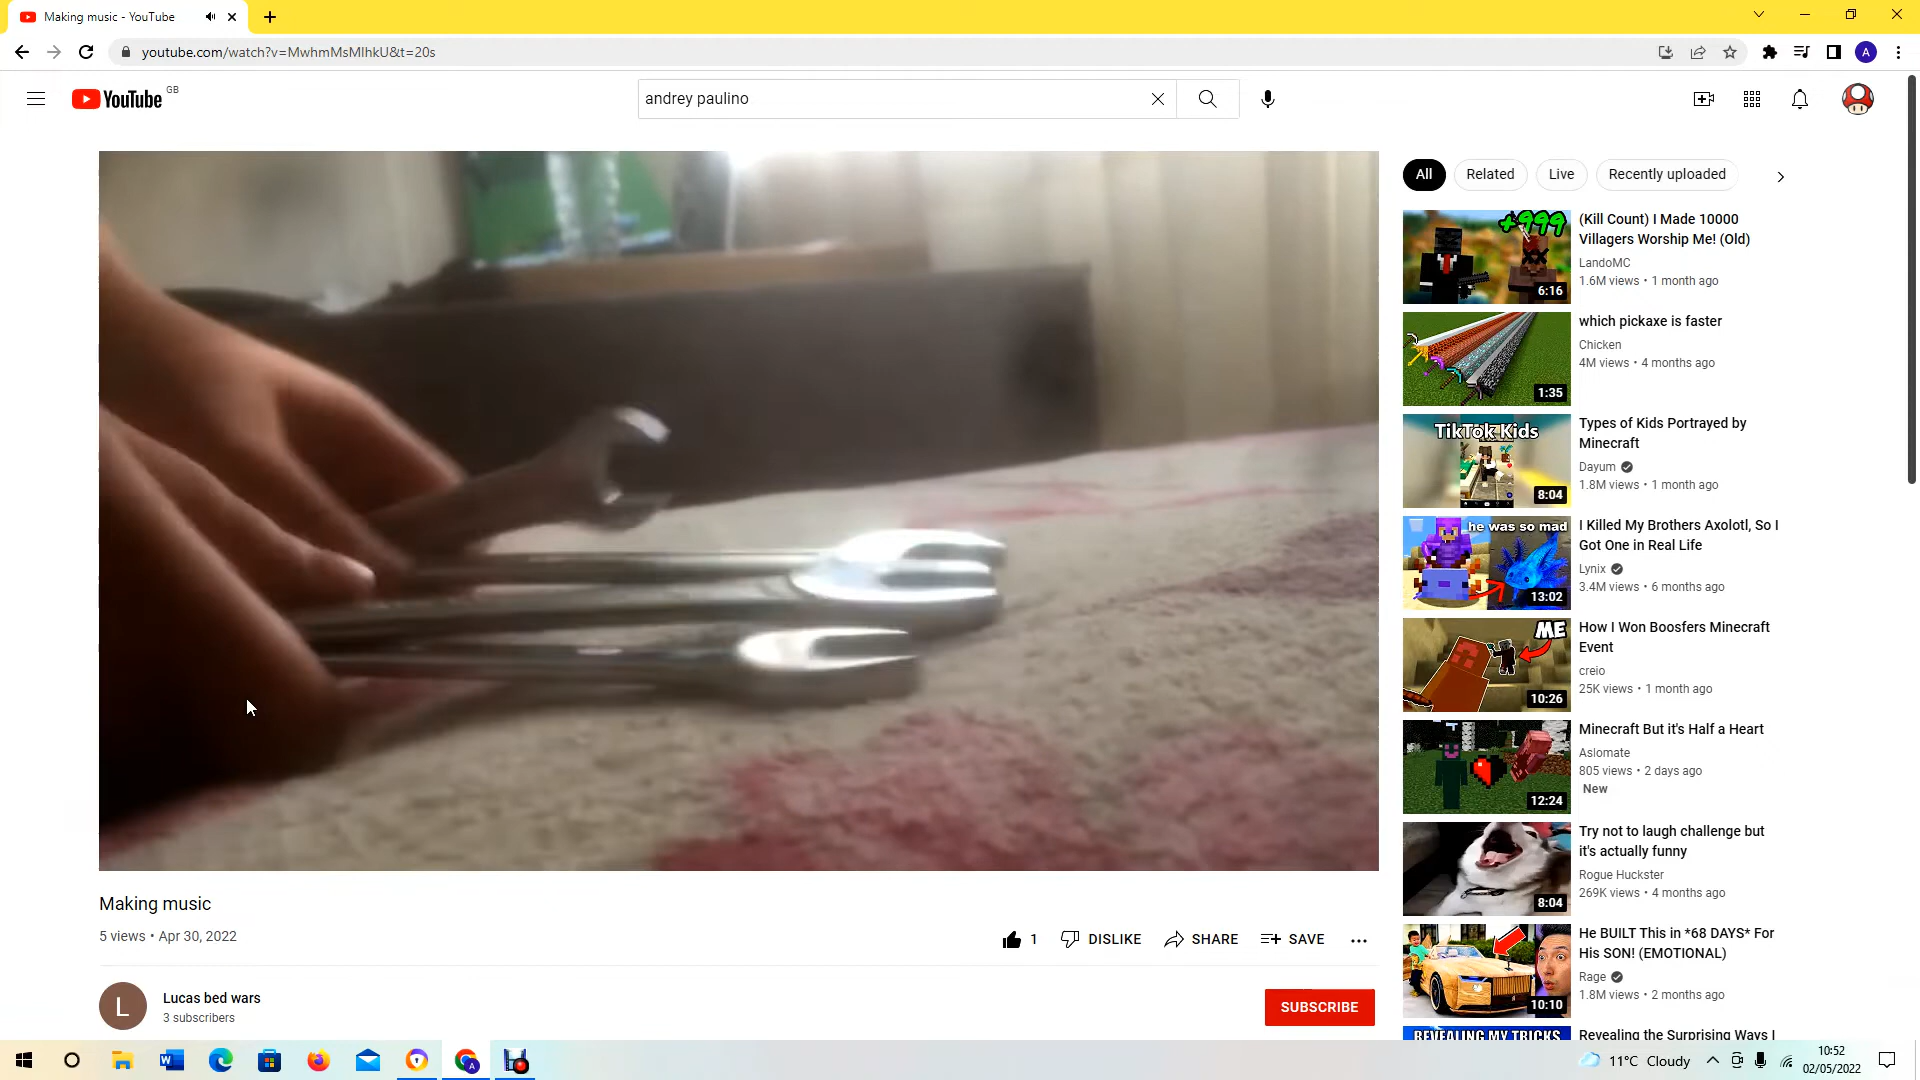 Making music - YouTube
youtube.com/watch?v=MwhmMsMlhkU&t=20s
A
YouTube GB
andrey paulino
All
Related
Live
Recently uploaded
+999
6:16
(Kill Count) I Made 10000
Villagers Worship Me! (Old)
LandoMC
1.6M views • 1 month ago
1:35
which pickaxe is faster
Chicken
4M views • 4 months ago
TikTok Kids
8:04
Types of Kids Portrayed by
Minecraft
Dayum
1.8M views • 1 month ago
he was so mad
13:02
I Killed My Brothers Axolotl, So I
Got One in Real Life
Lynix
3.4M views • 6 months ago
ME
10:26
How I Won Boosfers Minecraft
Event
creio
25K views • 1 month ago
12:24
Minecraft But it's Half a Heart
Aslomate
805 views • 2 days ago
New
8:04
Try not to laugh challenge but
it's actually funny
Rogue Huckster
269K views • 4 months ago
10:10
He BUILT This in *68 DAYS* For
His SON! (EMOTIONAL)
Rage
1.8M views • 2 months ago
REVEALING MY TRICKS
Revealing the Surprising Ways I
Making music
5 views • Apr 30, 2022
1
DISLIKE
SHARE
SAVE
L
Lucas bed wars
3 subscribers
SUBSCRIBE
W
A
11°C Cloudy
10:52
02/05/2022